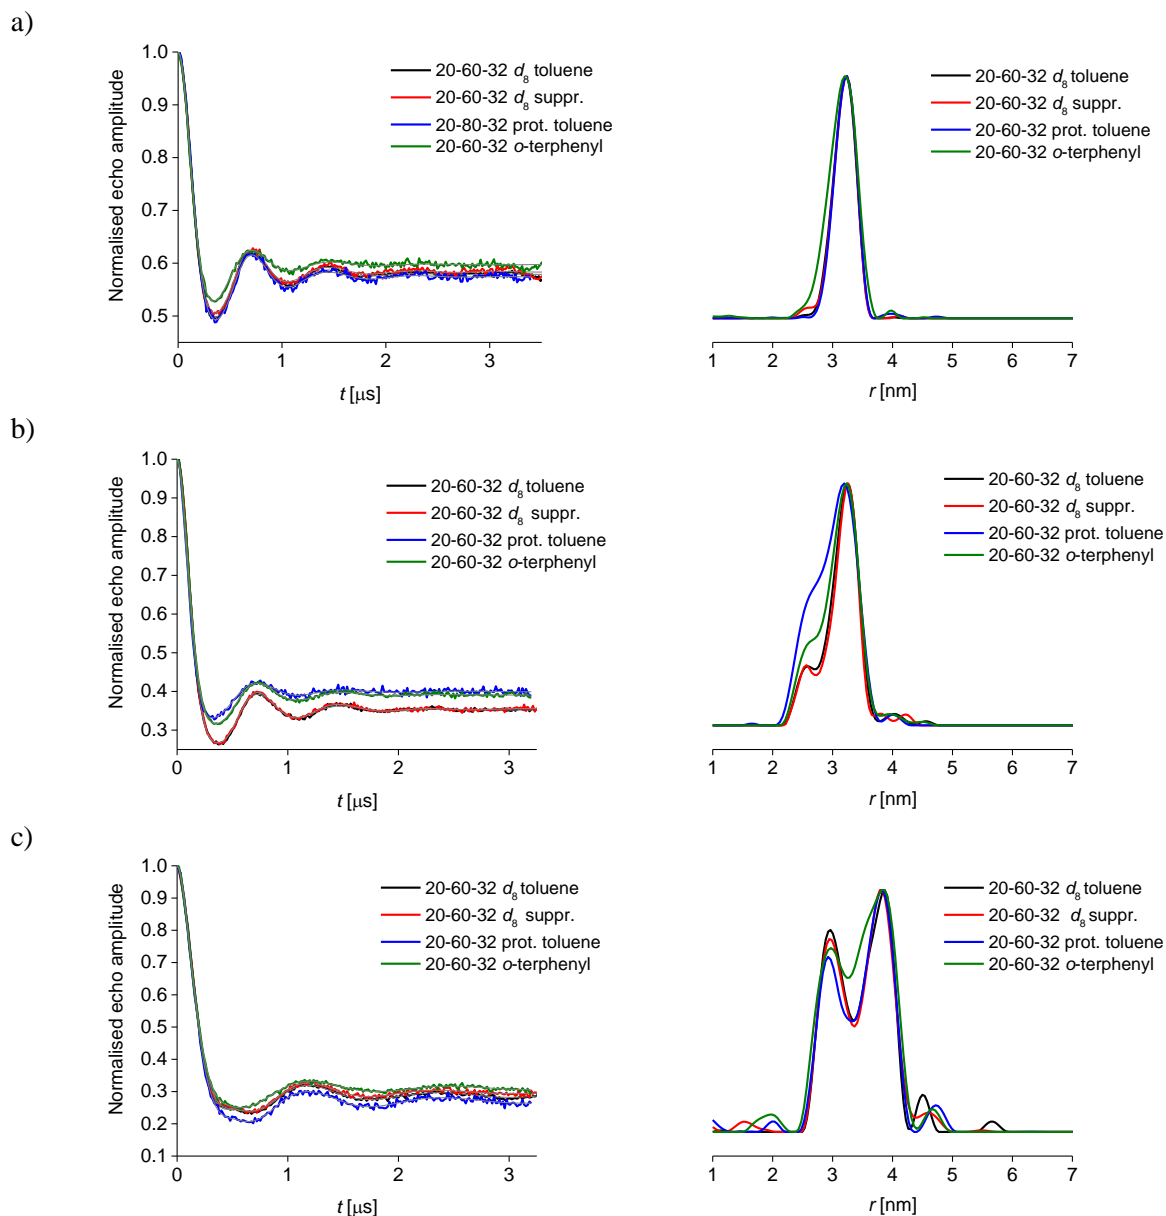 a)
Normalised echo amplitude
1.0
0.9
0.8
0.7
0.6
0.5
0
1
2
3
t [μs]
20-60-32 d8 toluene
20-60-32 d8 suppr.
20-80-32 prot. toluene
20-60-32 o-terphenyl
1
2
3
4
5
6
7
r [nm]
20-60-32 d8 toluene
20-60-32 d8 suppr.
20-60-32 prot. toluene
20-60-32 o-terphenyl
b)
Normalised echo amplitude
1.0
0.9
0.8
0.7
0.6
0.5
0.4
0.3
0
1
2
3
t [μs]
20-60-32 d8 toluene
20-60-32 d8 suppr.
20-60-32 prot. toluene
20-60-32 o-terphenyl
1
2
3
4
5
6
7
r [nm]
20-60-32 d8 toluene
20-60-32 d8 suppr.
20-60-32 prot. toluene
20-60-32 o-terphenyl
c)
Normalised echo amplitude
1.0
0.9
0.8
0.7
0.6
0.5
0.4
0.3
0.2
0.1
0
1
2
3
t [μs]
20-60-32 d8 toluene
20-60-32 d8 suppr.
20-60-32 prot. toluene
20-60-32 o-terphenyl
1
2
3
4
5
6
7
r [nm]
20-60-32 d8 toluene
20-60-32 d8 suppr.
20-60-32 prot. toluene
20-60-32 o-terphenyl